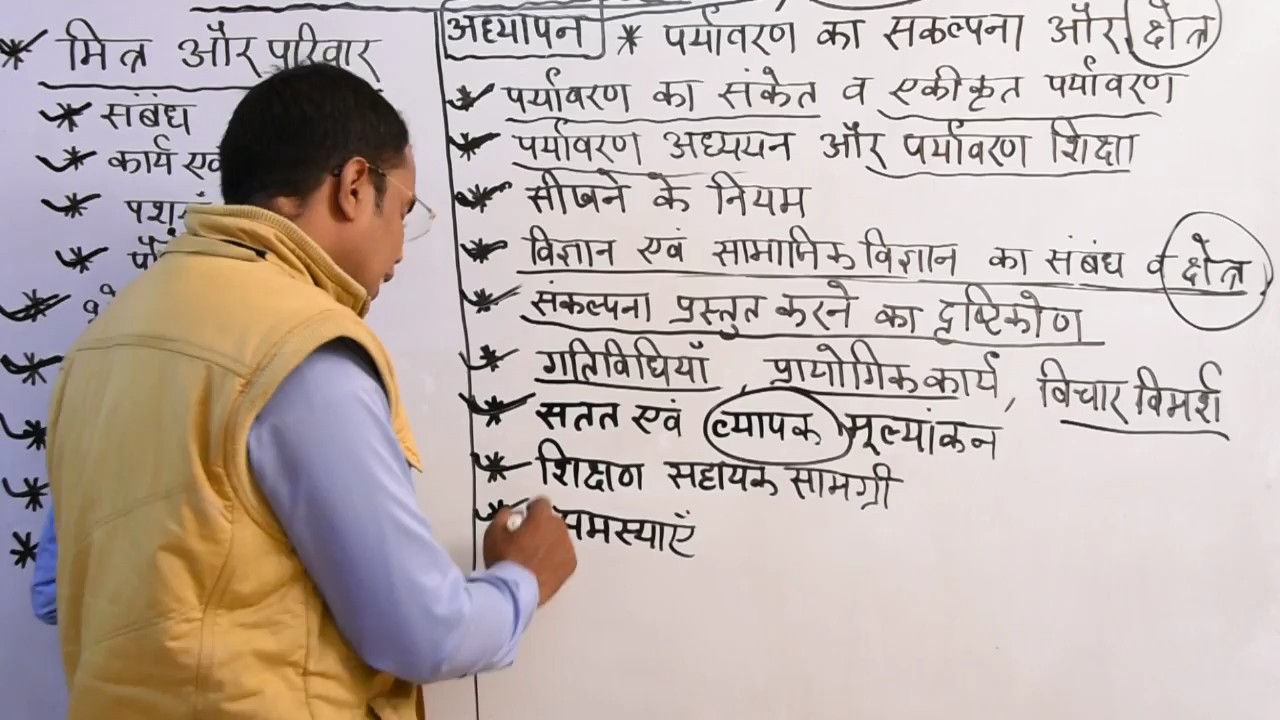 * मित्र और परिवार
* संबंध
* कार्य एवं
अध्यापन * पर्यावरण का संकल्पना और क्षेत्र
* पर्यावरण का संकेत व एकीकृत पर्यावरण
* पर्यावरण अध्ययन और पर्यावरण शिक्षा
* सीखने के नियम
* विज्ञान एवं सामाजिक विज्ञान का संबंध व क्षेत्र
* संकल्पना प्रस्तुत करने का दृष्टिकोण
* गतिविधियाँ, प्रायोगिक कार्य, विचार विमर्श
* सतत एवं व्यापक मूल्यांकन
* शिक्षण सहायक सामग्री
* समस्याएँ